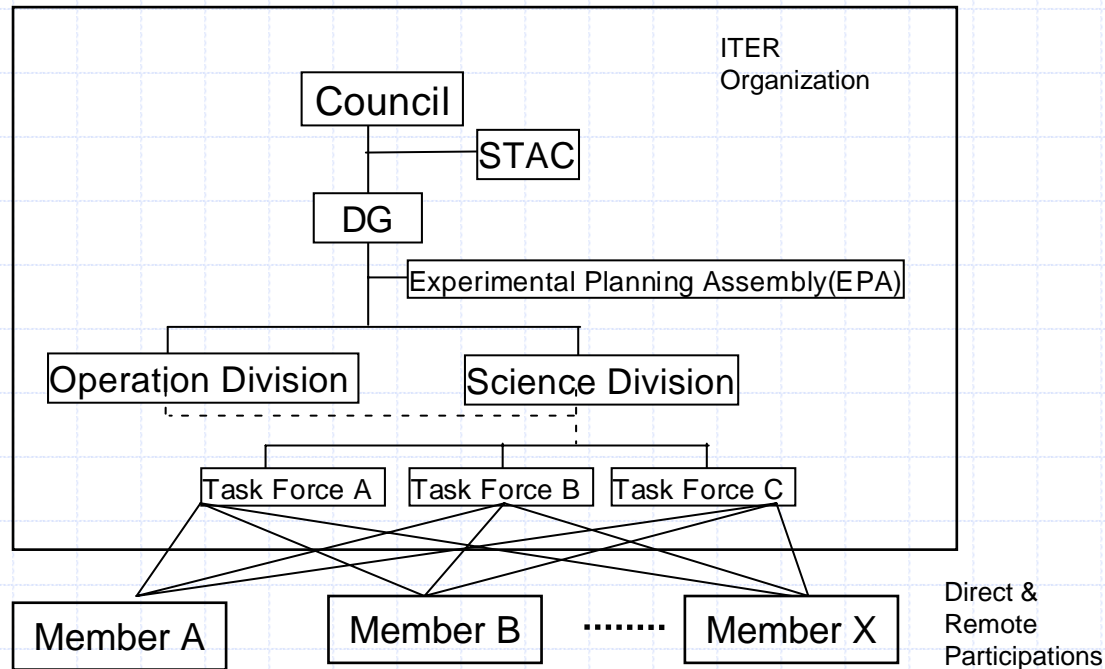 ITER
Organization
Council
STAC
DG
Experimental Planning Assembly(EPA)
Operation Division
Science Division
Task Force A
Task Force B
Task Force C
Member A
Member B
Member X
Direct &
Remote
Participations